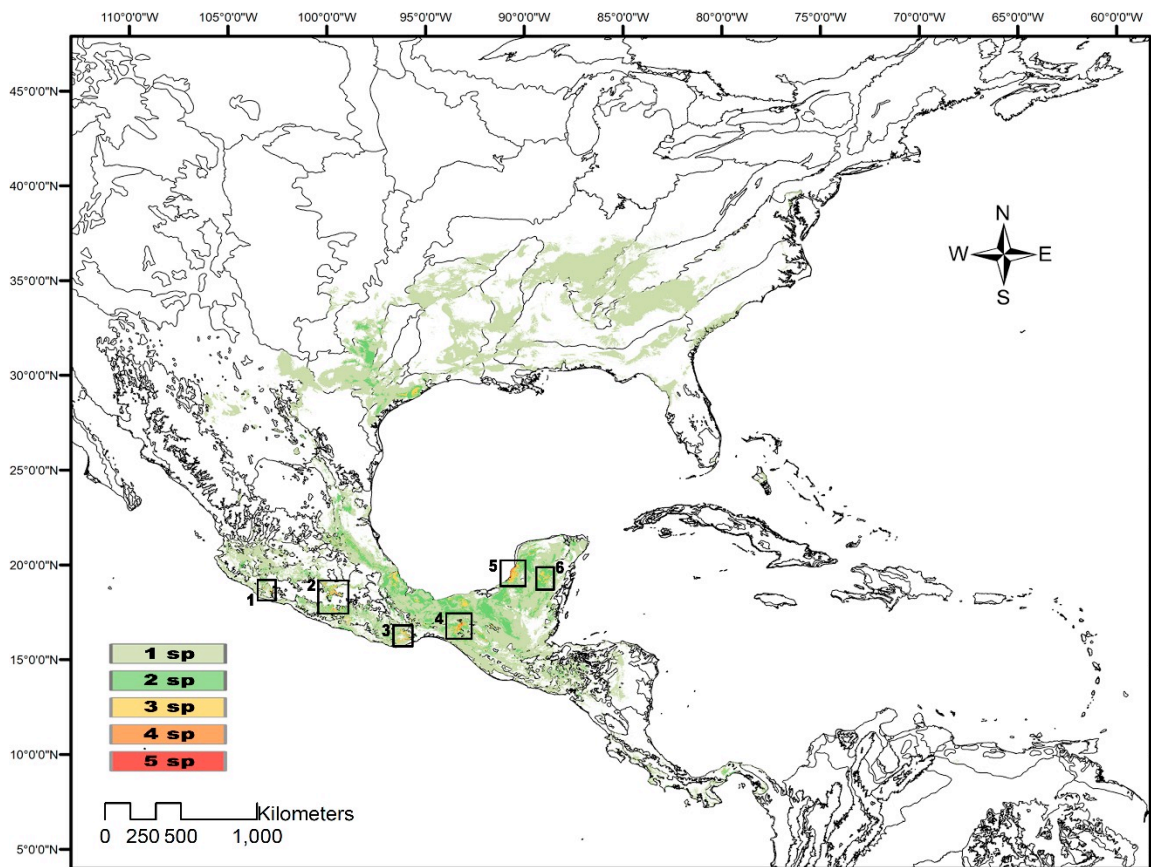 110°0'0"W 105°0'0"W 100°0'0"W 95°0'0"W 90°0'0"W 85°0'0"W 80°0'0"W 75°0'0"W 70°0'0"W 65°0'0"W 60°0'0"W
45°0'0"N
40°0'0"N
N
W E
S
35°0'0"N
30°0'0"N
25°0'0"N
20°0'0"N
5 6
2
1
4
3
15°0'0"N
1 sp
2 sp
3 sp
4 sp
5 sp
10°0'0"N
Kilometers
0 250 500 1,000
5°0'0"N